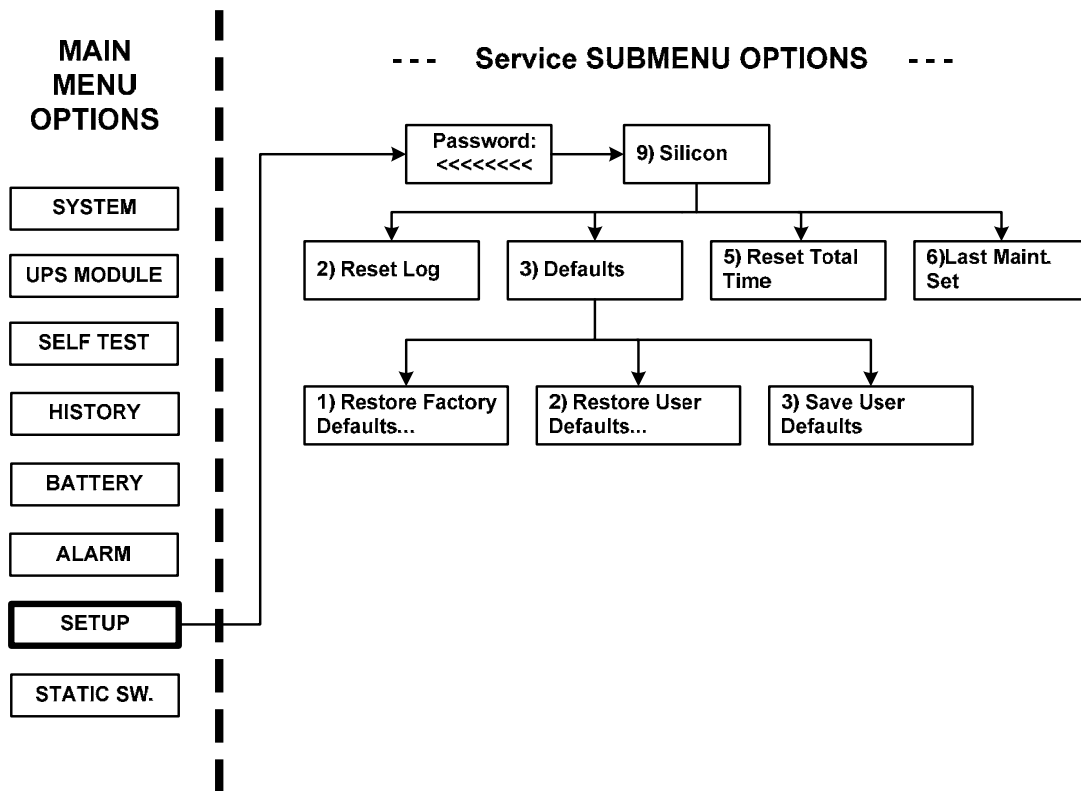 MAIN
MENU
OPTIONS
--- Service SUBMENU OPTIONS ---
SYSTEM
UPS MODULE
SELF TEST
HISTORY
BATTERY
ALARM
SETUP
STATIC SW.
Password:
<<<<<<<<
9) Silicon
2) Reset Log
3) Defaults
5) Reset Total
Time
6)Last Maint.
Set
1) Restore Factory
Defaults...
2) Restore User
Defaults...
3) Save User
Defaults